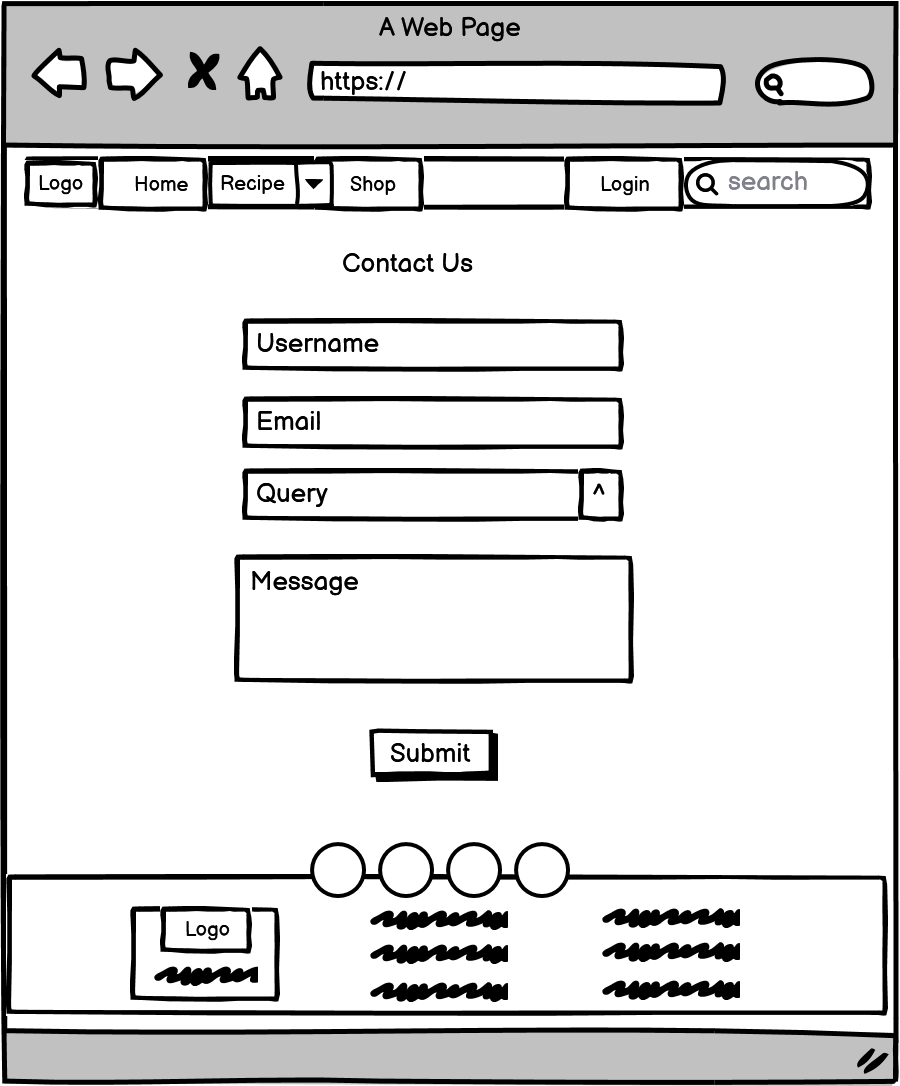 A Web Page
https://
Logo Home Recipe Shop Login search
Contact Us
Username
Email
Query ^
Message
Submit
Logo